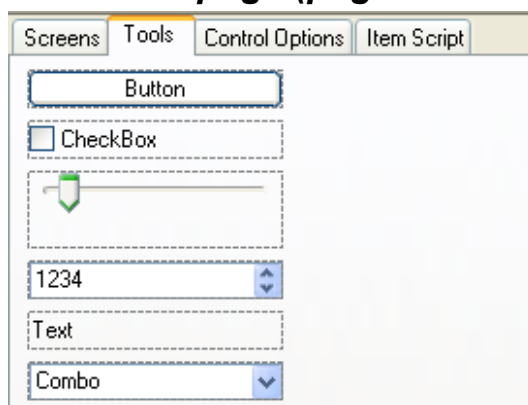 Screens Tools Control Options Item Script
Button
CheckBox
1234
Text
Combo